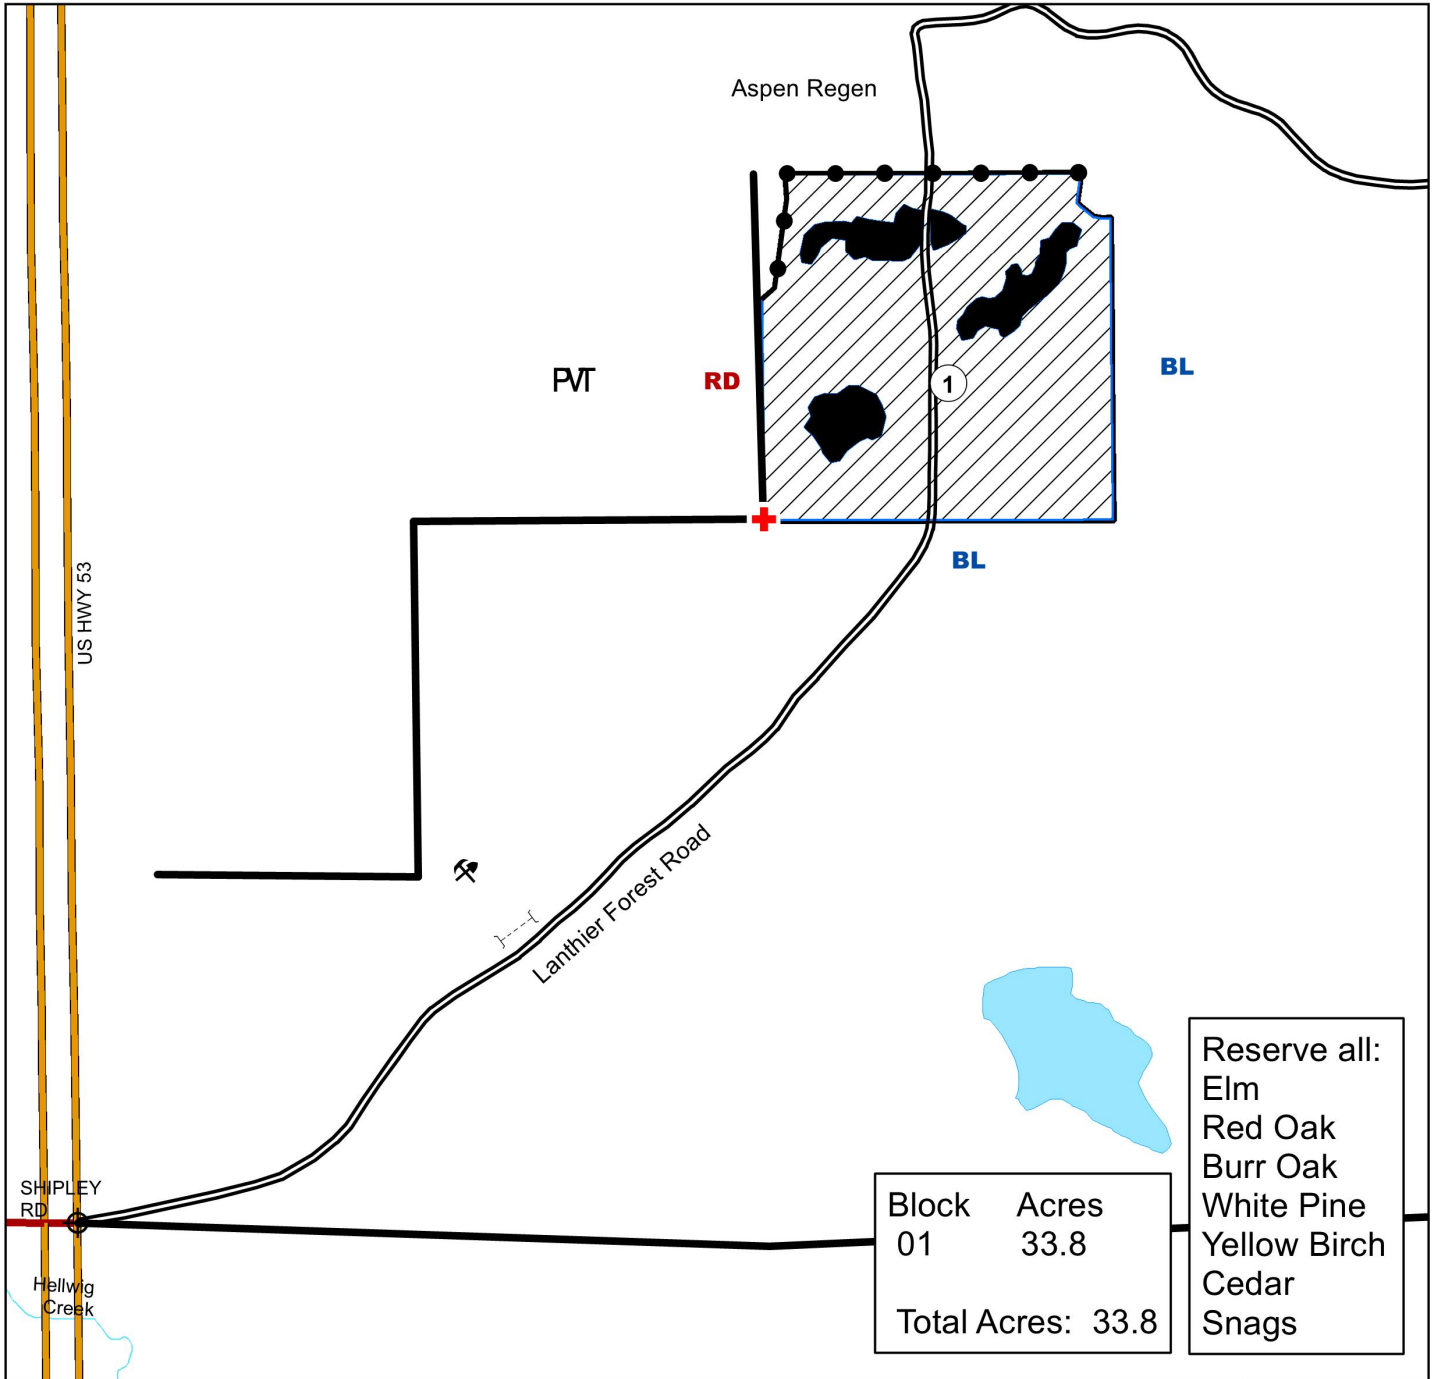 Aspen Regen
PVT
RD
1
BL
BL
US HWY 53
Lanthier Forest Road
SHIPLEY
RD
Hellwig
Creek
Block Acres
01 33.8
Total Acres: 33.8
Reserve all:
Elm
Red Oak
Burr Oak
White Pine
Yellow Birch
Cedar
Snags